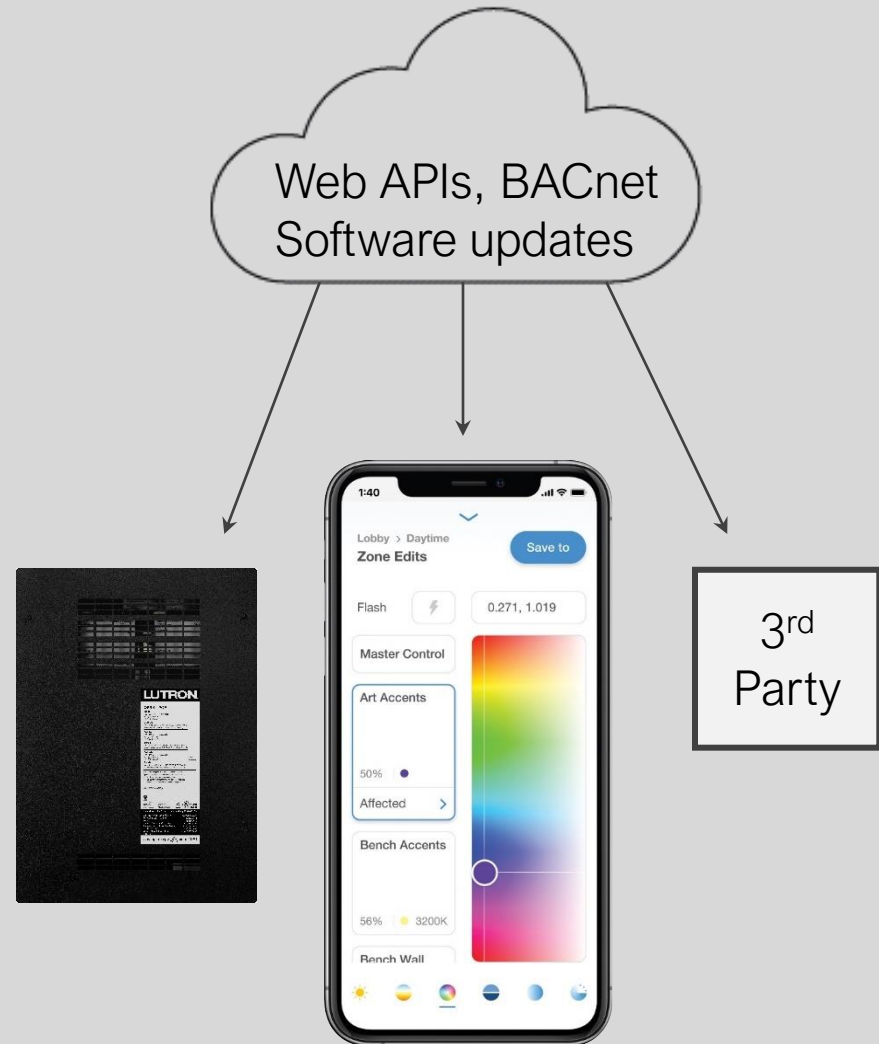 Web APIs, BACnet
Software updates
1:40
Lobby > Daytime
Zone Edits
Save to
Flash
0.271, 1.019
Master Control
Art Accents
50%
Affected >
Bench Accents
56% 3200K
Bench Wall
LUTRON
3rd
Party